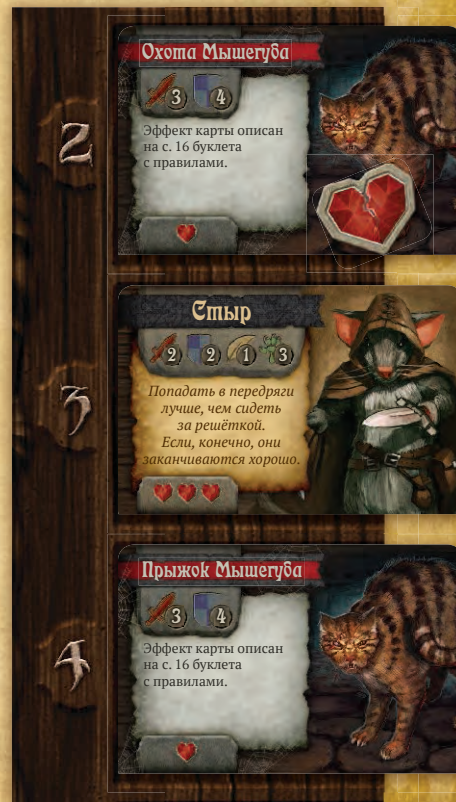 2
Охота Мышегуба
3 4
Эффект карты описан
на с. 16 буклета
с правилами.
3
Стыр
2 2 1 3
Попадать в передряги
лучше, чем сидеть
за решёткой.
Если, конечно, они
заканчиваются хорошо.
4
Прыжок Мышегуба
3 4
Эффект карты описан
на с. 16 буклета
с правилами.